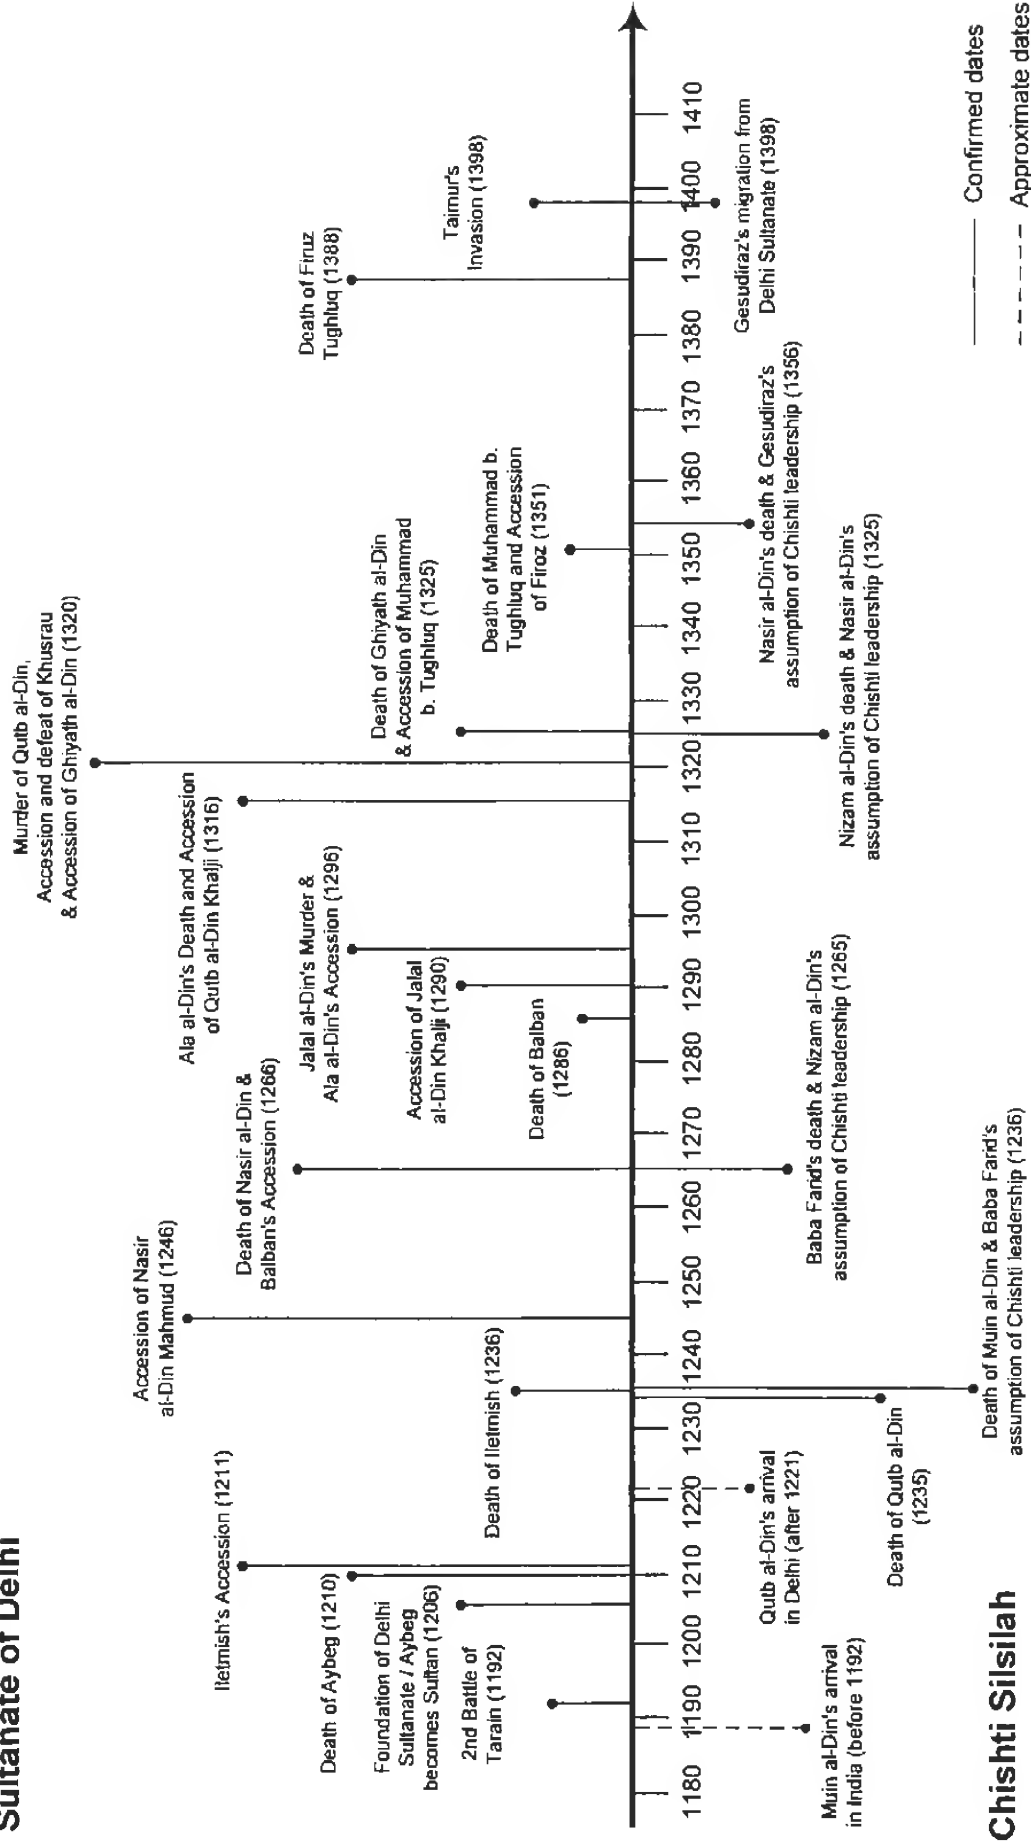 Sultanate of Delhi
2nd Battle of
Tarain (1192)
Foundation of Delhi
Sultanate / Aybeg
becomes Sultan (1206)
Death of Aybeg (1210)
Iletmish's Accession (1211)
Death of Iletmish (1236)
Accession of Nasir
al-Din Mahmud (1246)
Death of Nasir al-Din &
Balban's Accession (1266)
Death of Balban
(1286)
Accession of Jalal
al-Din Khalji (1290)
Jalal al-Din's Murder &
Ala al-Din's Accession (1296)
Ala al-Din's Death and Accession
of Qutb al-Din Khalji (1316)
Murder of Qutb al-Din,
Accession and defeat of Khusrau
& Accession of Ghiyath al-Din (1320)
Death of Ghiyath al-Din
& Accession of Muhammad
b. Tughluq (1325)
Death of Muhammad b.
Tughluq and Accession
of Firoz (1351)
Death of Firuz
Tughluq (1388)
Taimur's
Invasion (1398)
1180 1190 1200 1210 1220 1230 1240 1250 1260 1270 1280 1290 1300 1310 1320 1330 1340 1350 1360 1370 1380 1390 1400 1410
Muin al-Din's arrival
in India (before 1192)
Qutb al-Din's arrival
in Delhi (after 1221)
Death of Qutb al-Din
(1235)
Death of Muin al-Din & Baba Farid's
assumption of Chishti leadership (1236)
Baba Farid's death & Nizam al-Din's
assumption of Chishti leadership (1265)
Nizam al-Din's death & Nasir al-Din's
assumption of Chishti leadership (1325)
Nasir al-Din's death & Gesudiraz's
assumption of Chishti leadership (1356)
Gesudiraz's migration from
Delhi Sultanate (1398)
Chishti Silsilah
Confirmed dates
Approximate dates